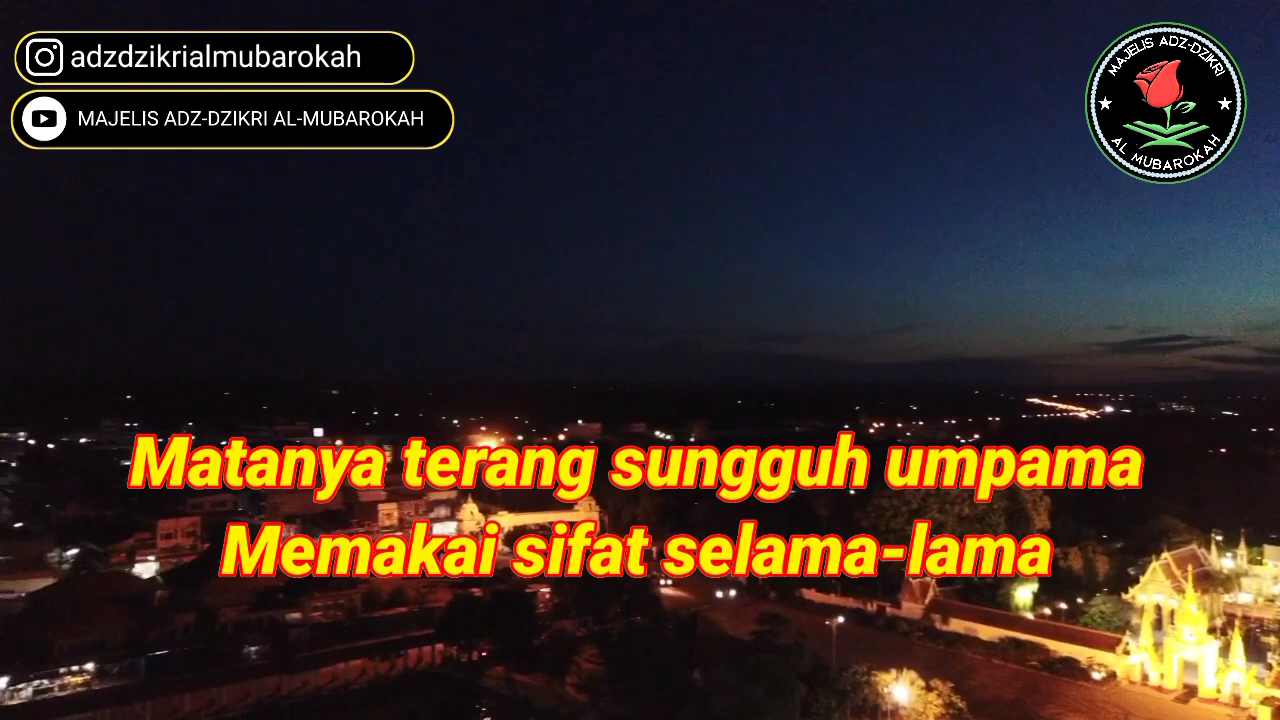 adzdzikrialmubarokah
MAJELIS ADZ-DZIKRI AL-MUBAROKAH
MAJELIS ADZ-DZIKRI
AL MUBAROKAH
Matanya terang sungguh umpama
Memakai sifat selama-lama